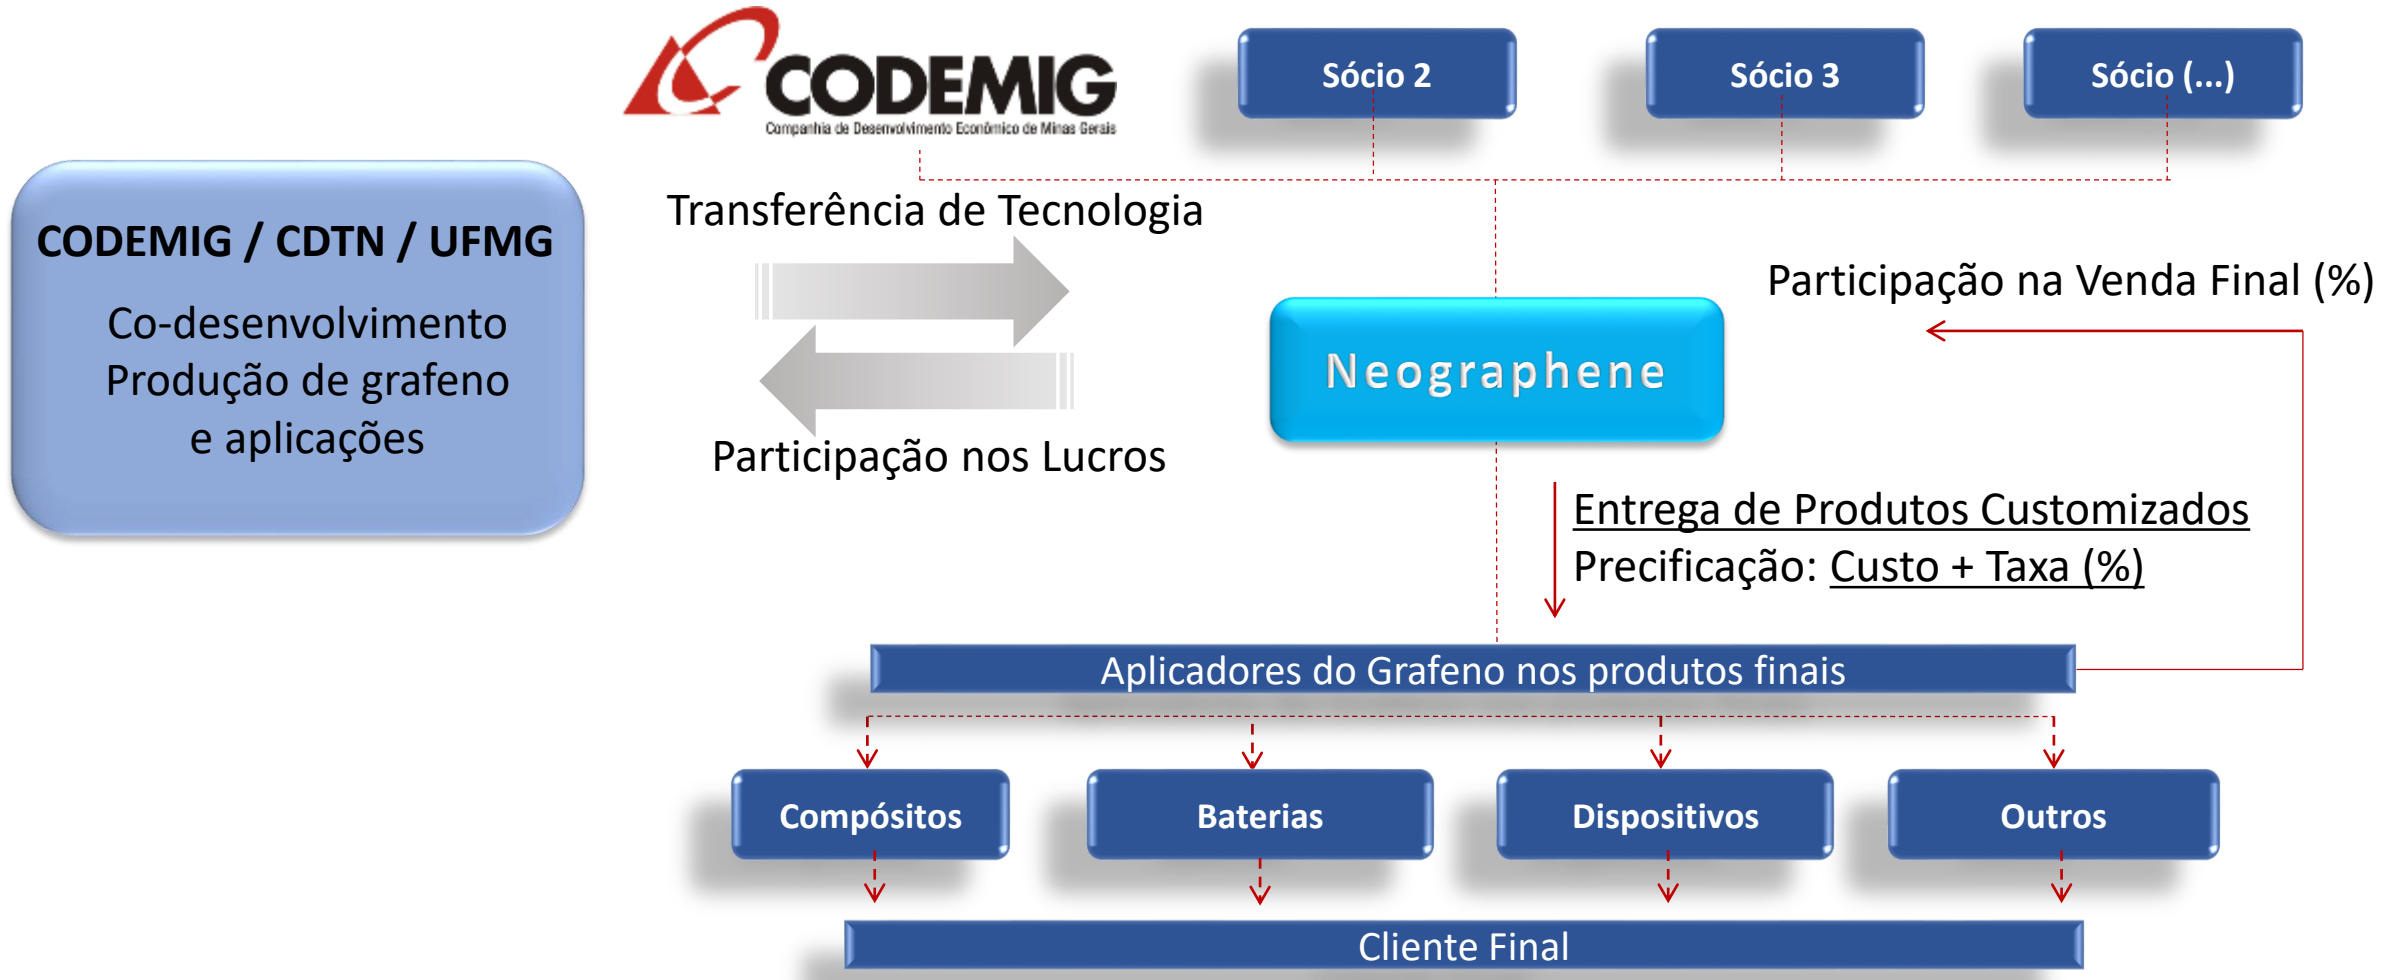 CODEMIG
Companhia de Desenvolvimento Econômico de Minas Gerais
Sócio 2
Sócio 3
Sócio (...)
CODEMIG / CDTN / UFMG
Co-desenvolvimento
Produção de grafeno
e aplicações
Transferência de Tecnologia
Participação nos Lucros
Neographene
Participação na Venda Final (%)
Entrega de Produtos Customizados
Precificação: Custo + Taxa (%)
Aplicadores do Grafeno nos produtos finais
Compósitos
Baterias
Dispositivos
Outros
Cliente Final